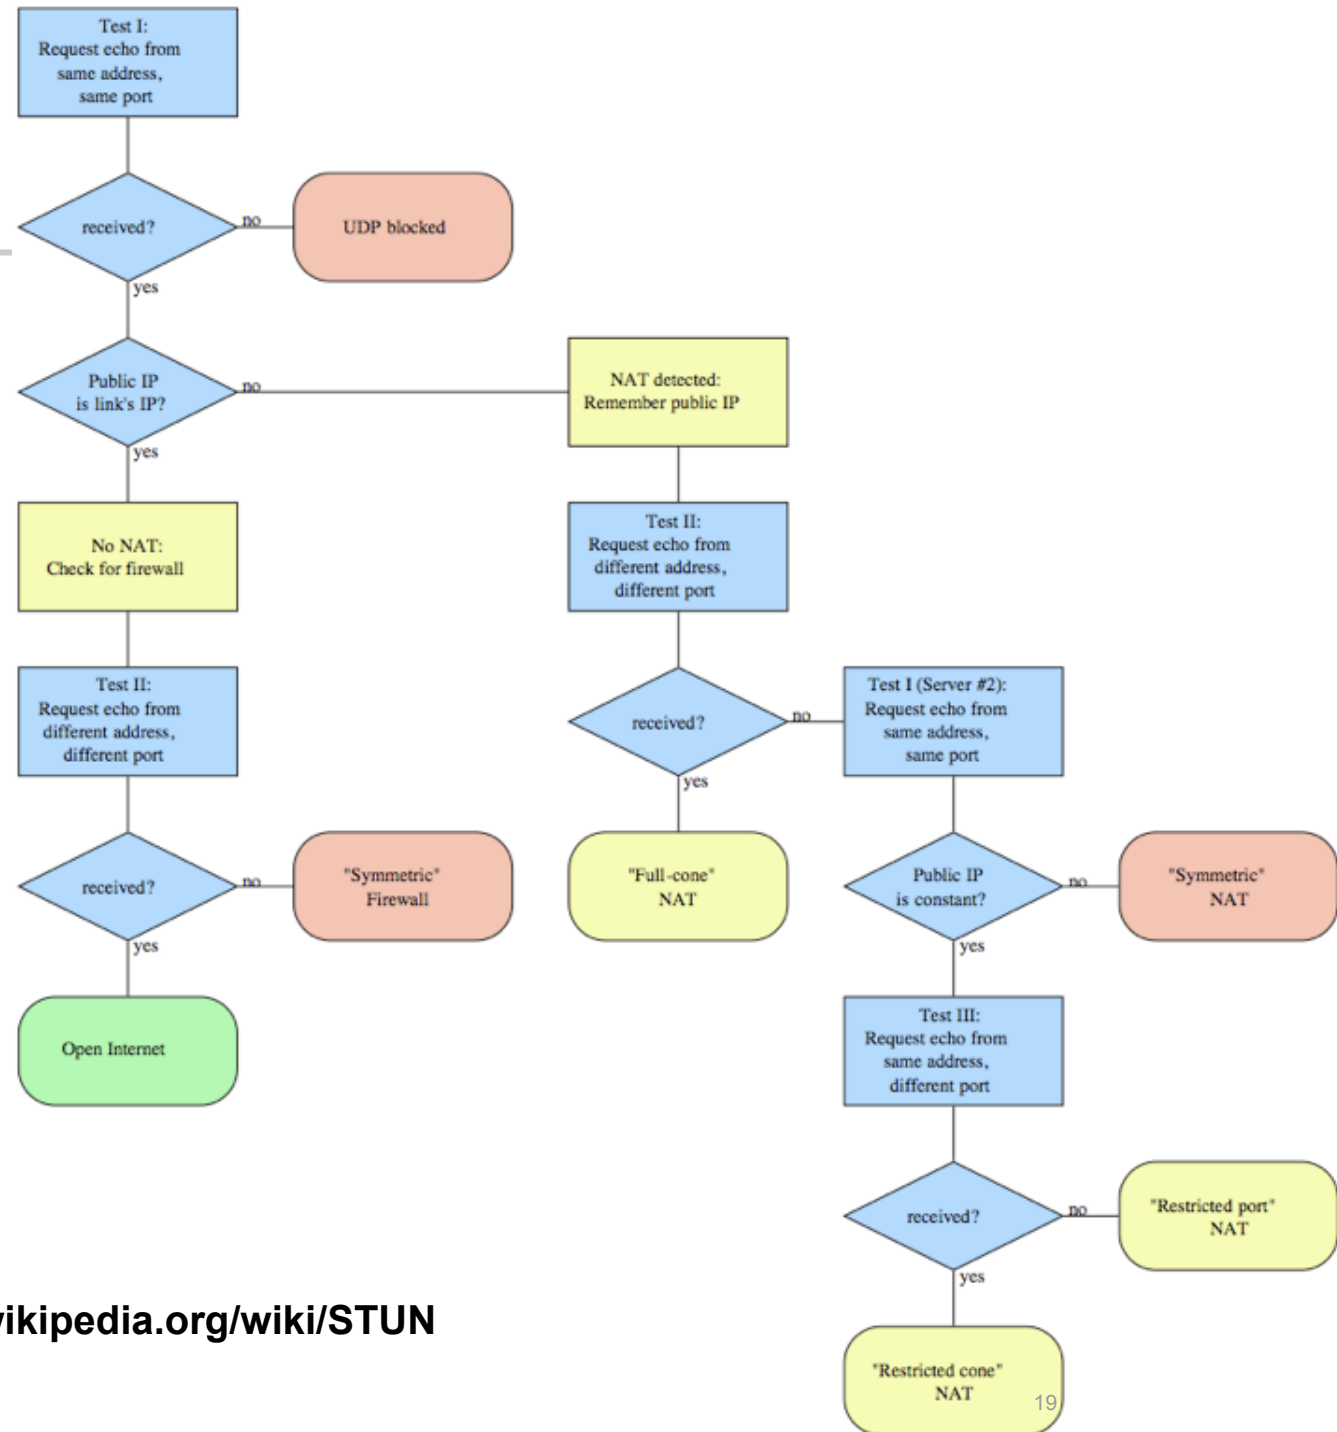 Test I:
Request echo from
same address,
same port
received?
no
UDP blocked
yes
Public IP
is link's IP?
no
NAT detected:
Remember public IP
yes
No NAT:
Check for firewall
Test II:
Request echo from
different address,
different port
Test II:
Request echo from
different address,
different port
received?
no
Test I (Server #2):
Request echo from
same address,
same port
yes
received?
no
"Symmetric"
Firewall
"Full-cone"
NAT
Public IP
is constant?
no
"Symmetric"
NAT
yes
yes
Open Internet
Test III:
Request echo from
same address,
different port
received?
no
"Restricted port"
NAT
yes
vikipedia.org/wiki/STUN
"Restricted cone"
NAT
19